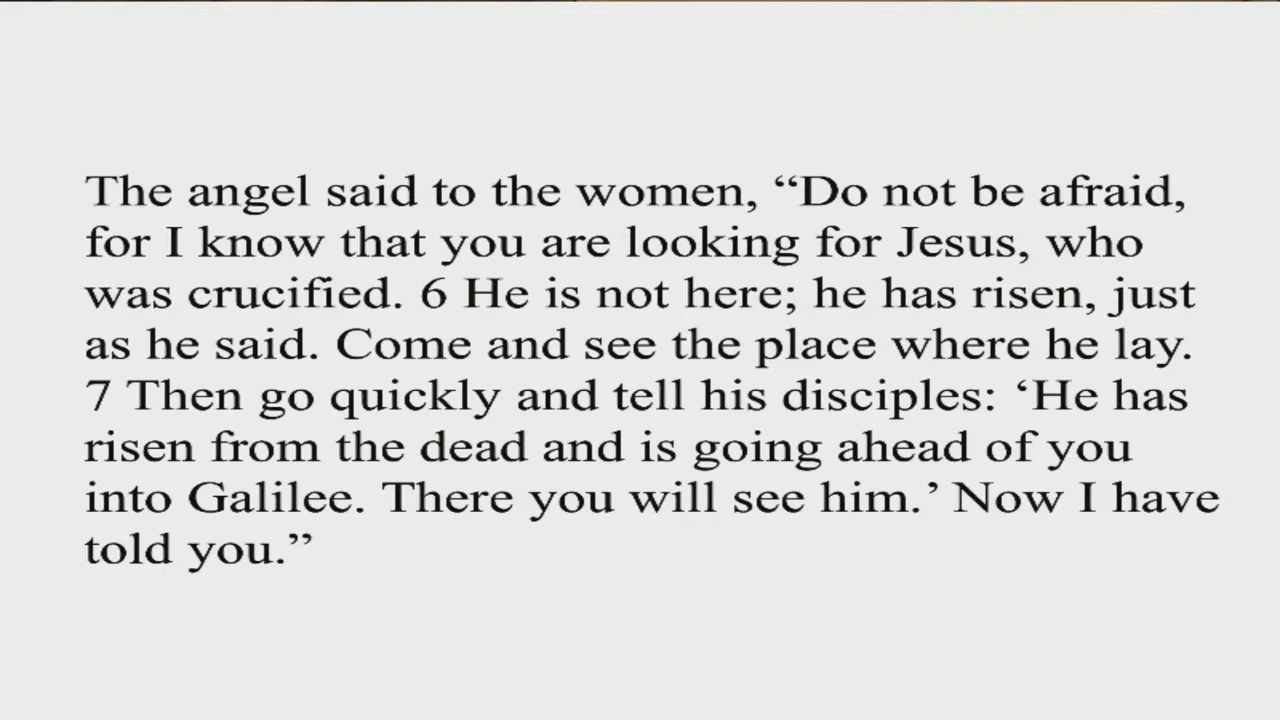 The angel said to the women, “Do not be afraid,
for I know that you are looking for Jesus, who
was crucified. 6 He is not here; he has risen, just
as he said. Come and see the place where he lay.
7 Then go quickly and tell his disciples: ‘He has
risen from the dead and is going ahead of you
into Galilee. There you will see him.’ Now I have
told you.”